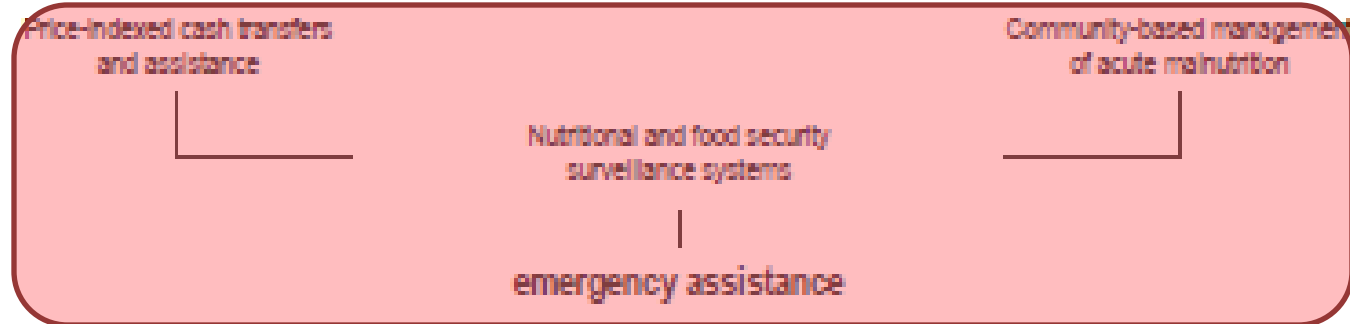 Price-indexed cash transfers
and assistance
Community-based management
of acute malnutrition
Nutritional and food security
surveillance systems
emergency assistance